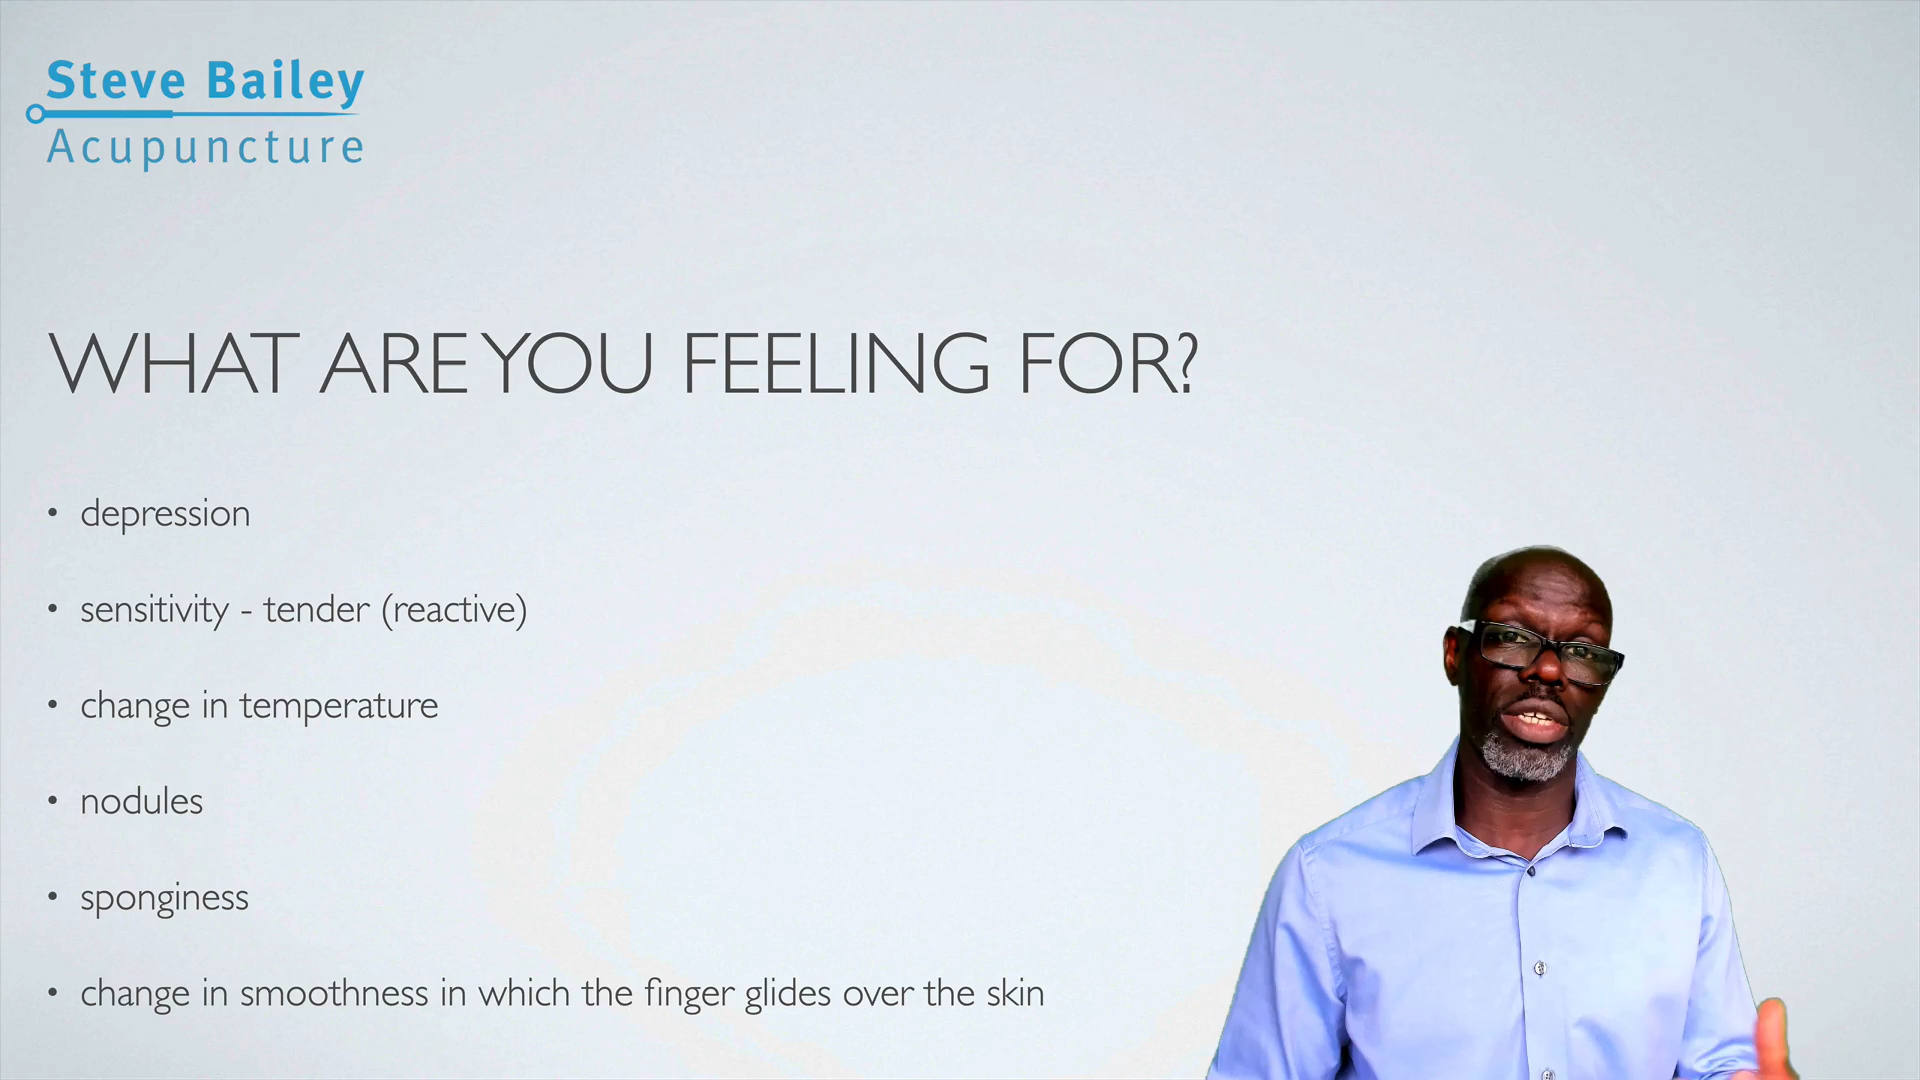 Steve Bailey
Acupuncture
WHAT ARE YOU FEELING FOR?
• depression
• sensitivity - tender (reactive)
• change in temperature
• nodules
• sponginess
• change in smoothness in which the finger glides over the skin